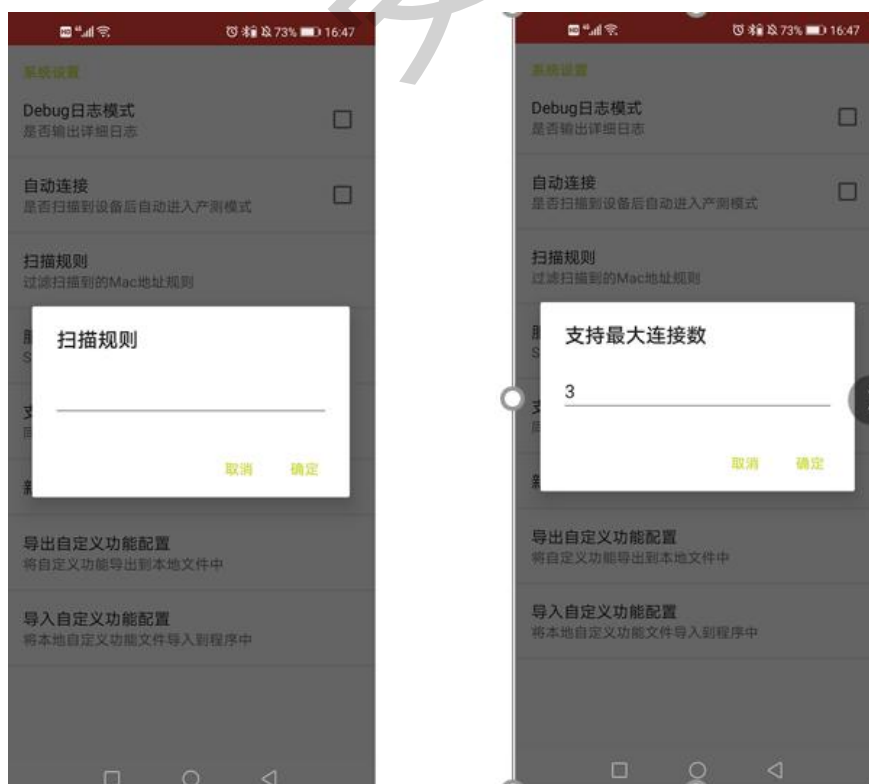 73% 16:47
系统设置
Debug日志模式
是否输出详细日志
自动连接
是否扫描到设备后自动进入产测模式
扫描规则
过滤扫描到的Mac地址规则
扫描规则
取消 确定
导出自定义功能配置
将自定义功能导出到本地文件中
导入自定义功能配置
将本地自定义功能文件导入到程序中
73% 16:47
系统设置
Debug日志模式
是否输出详细日志
自动连接
是否扫描到设备后自动进入产测模式
扫描规则
过滤扫描到的Mac地址规则
支持最大连接数
3
取消 确定
导出自定义功能配置
将自定义功能导出到本地文件中
导入自定义功能配置
将本地自定义功能文件导入到程序中